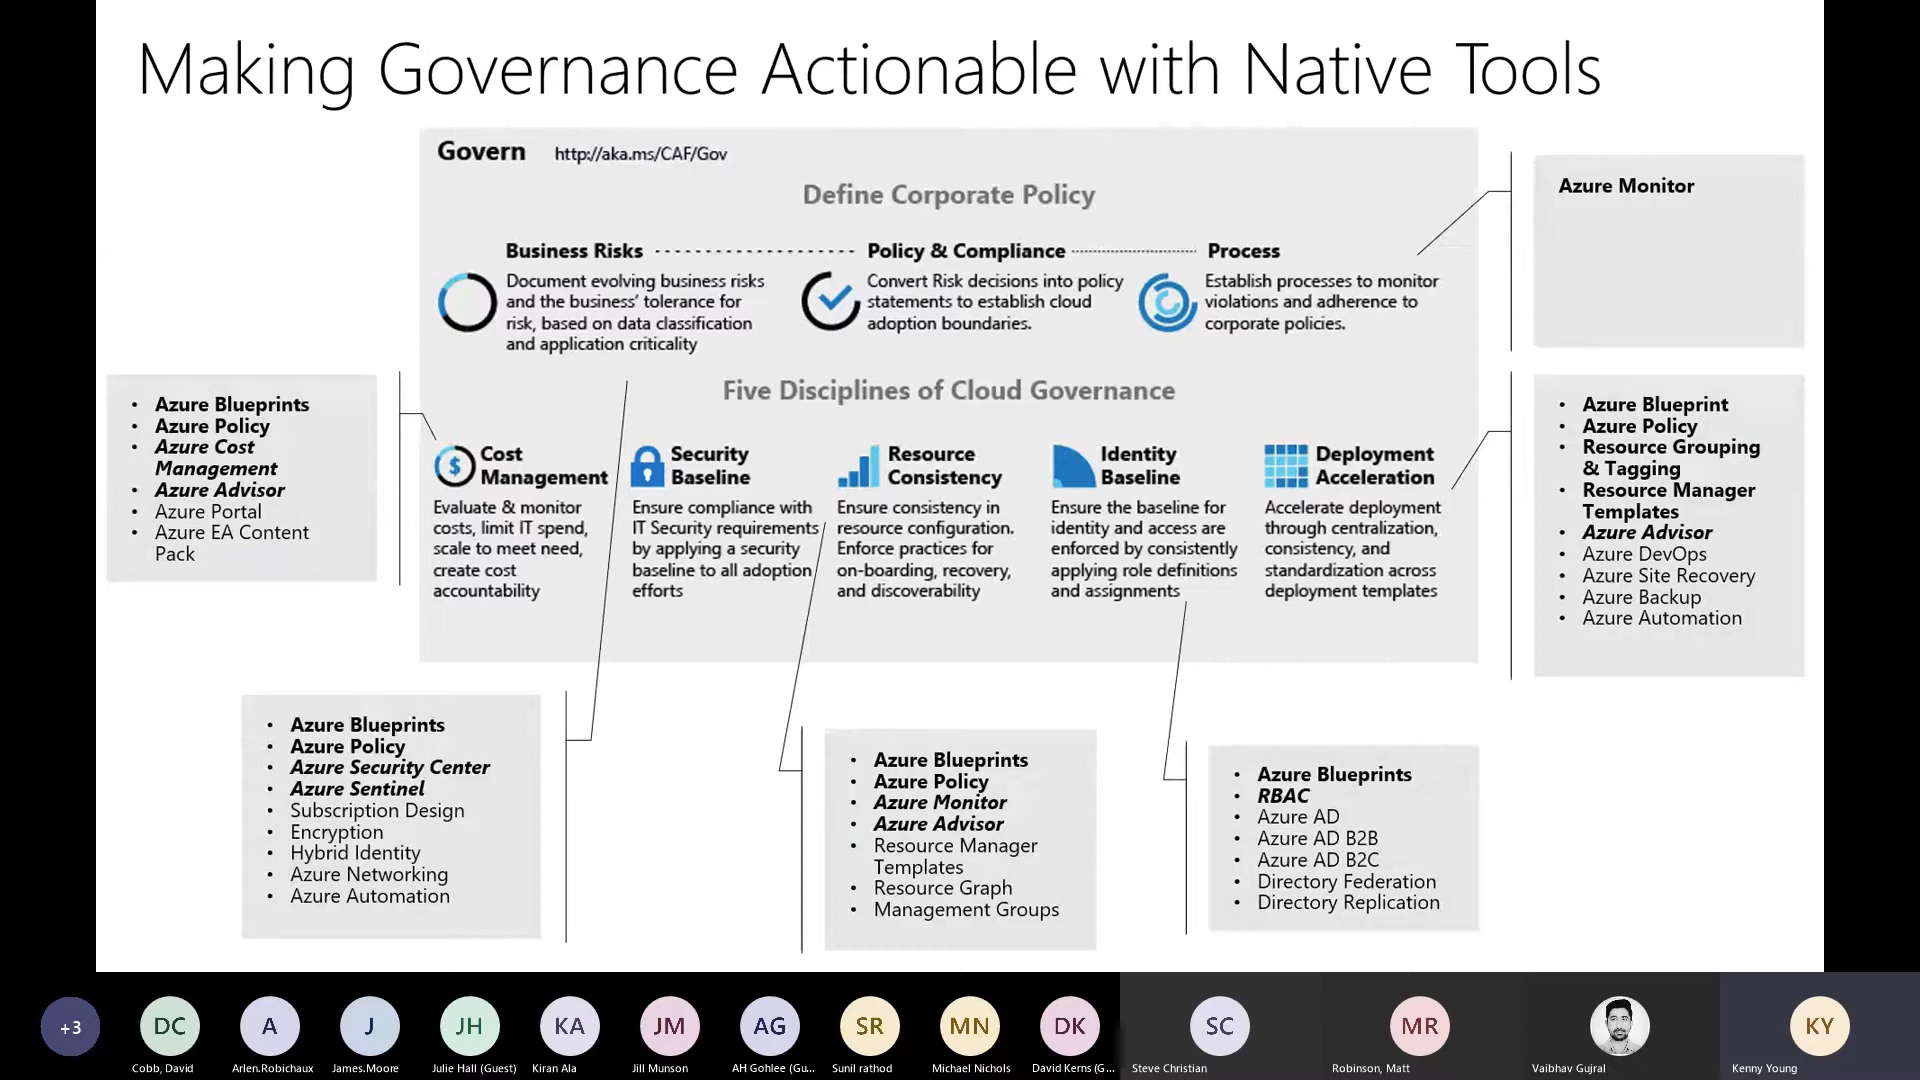 Making Governance Actionable with Native Tools
Govern http://aka.ms/CAF/Gov
Define Corporate Policy
Business Risks
Document evolving business risks
and the business' tolerance for
risk, based on data classification
and application criticality
Policy & Compliance
Convert Risk decisions into policy
statements to establish cloud
adoption boundaries.
Process
Establish processes to monitor
violations and adherence to
corporate policies.
Azure Monitor
Five Disciplines of Cloud Governance
• Azure Blueprints
• Azure Policy
• Azure Cost
Management
• Azure Advisor
• Azure Portal
• Azure EA Content
Pack
$
Cost
Management
Evaluate & monitor
costs, limit IT spend,
scale to meet need,
create cost
accountability
Security
Baseline
Ensure compliance with
IT Security requirements
by applying a security
baseline to all adoption
efforts
Resource
Consistency
Ensure consistency in
resource configuration.
Enforce practices for
on-boarding, recovery,
and discoverability
Identity
Baseline
Ensure the baseline for
identity and access are
enforced by consistently
applying role definitions
and assignments
Deployment
Acceleration
Accelerate deployment
through centralization,
consistency, and
standardization across
deployment templates
• Azure Blueprint
• Azure Policy
• Resource Grouping
& Tagging
• Resource Manager
Templates
• Azure Advisor
• Azure DevOps
• Azure Site Recovery
• Azure Backup
• Azure Automation
• Azure Blueprints
• Azure Policy
• Azure Security Center
• Azure Sentinel
• Subscription Design
• Encryption
• Hybrid Identity
• Azure Networking
• Azure Automation
• Azure Blueprints
• Azure Policy
• Azure Monitor
• Azure Advisor
• Resource Manager
Templates
• Resource Graph
• Management Groups
• Azure Blueprints
• RBAC
• Azure AD
• Azure AD B2B
• Azure AD B2C
• Directory Federation
• Directory Replication
+3
DC
Cobb, David
A
Arlen.Robichaux
J
James.Moore
JH
Julie Hall (Guest)
KA
Kiran Ala
JM
Jill Munson
AG
AH Gohlee (Gu...
SR
Sunil rathod
MN
Michael Nichols
DK
David Kerns (G...
SC
Steve Christian
MR
Robinson, Matt
Vaibhav Gujral
KY
Kenny Young